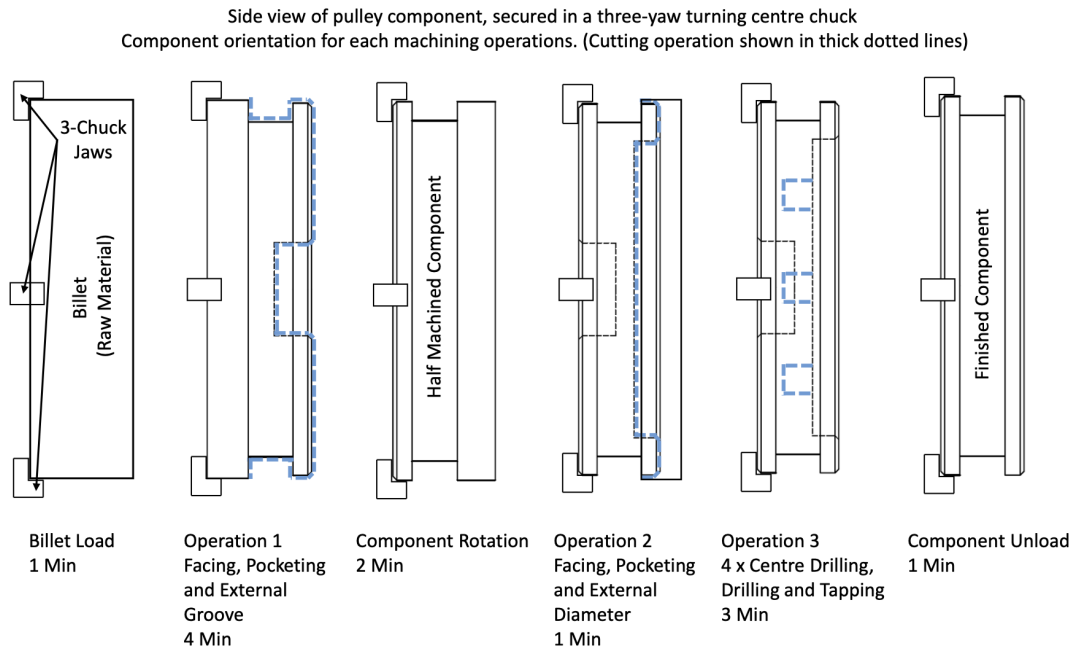 Side view of pulley component, secured in a three-yaw turning centre chuck
Component orientation for each machining operations. (Cutting operation shown in thick dotted lines)
3-Chuck
Jaws
Billet
(Raw Material)
Half Machined Component
Finished Component
Billet Load
1 Min
Operation 1
Facing, Pocketing
and External
Groove
4 Min
Component Rotation
2 Min
Operation 2
Facing, Pocketing
and External
Diameter
1 Min
Operation 3
4 x Centre Drilling,
Drilling and Tapping
3 Min
Component Unload
1 Min